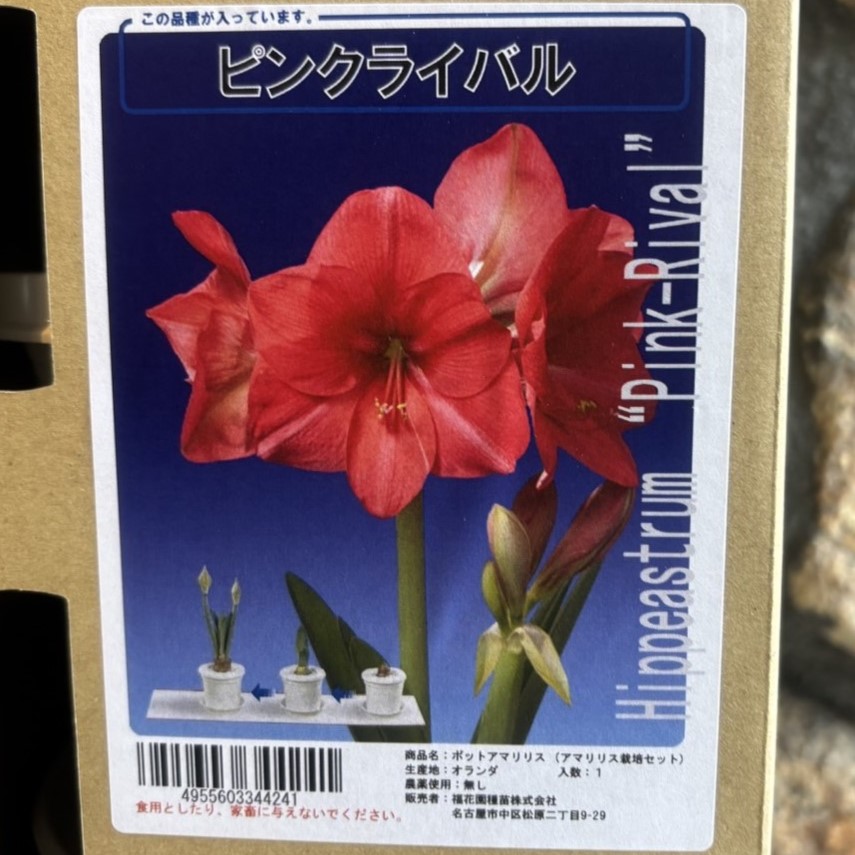 この品種が入っています。
ピンクライバル
Hippeastrum “Pink-Rival”
4955603344241
食用としたり、家畜に与えないでください。
商品名：ポットアマリリス（アマリリス栽培セット）
生産地：オランダ 入数：1
農薬使用：無し
販売者：福花園種苗株式会社
名古屋市中区松原二丁目9-29